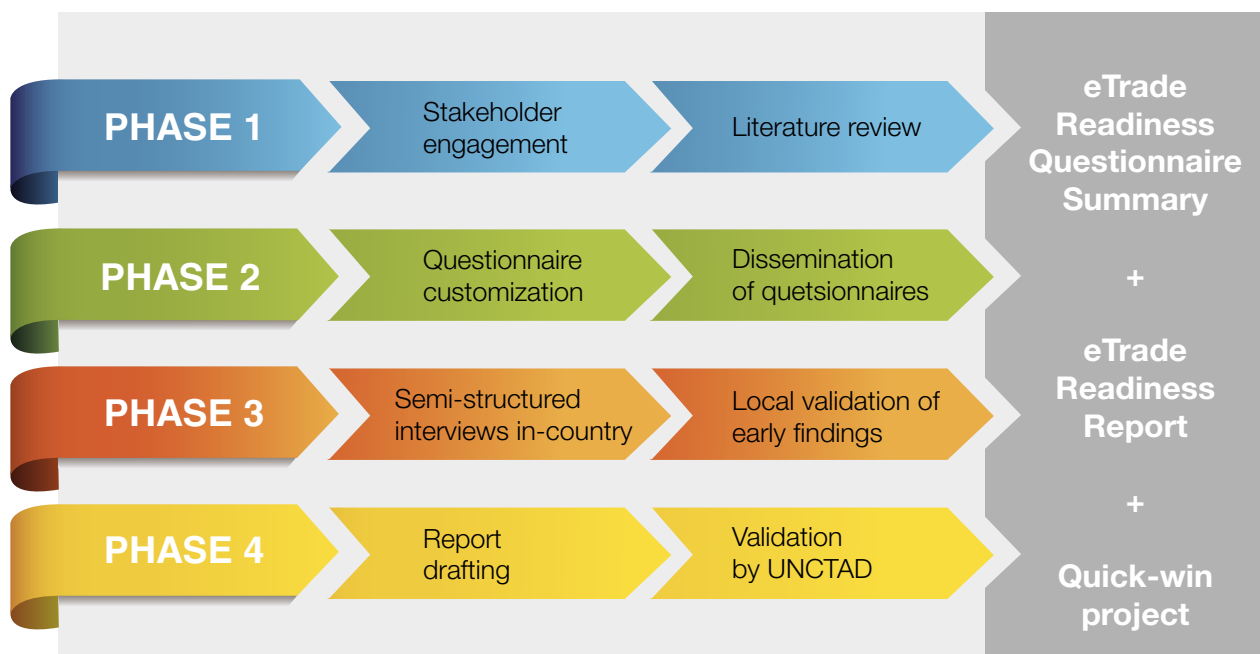 PHASE 1
Stakeholder
engagement
Literature review
PHASE 2
Questionnaire
customization
Dissemination
of quetsionnaires
PHASE 3
Semi-structured
interviews in-country
Local validation of
early findings
PHASE 4
Report
drafting
Validation
by UNCTAD
eTrade
Readiness
Questionnaire
Summary
+
eTrade
Readiness
Report
+
Quick-win
project